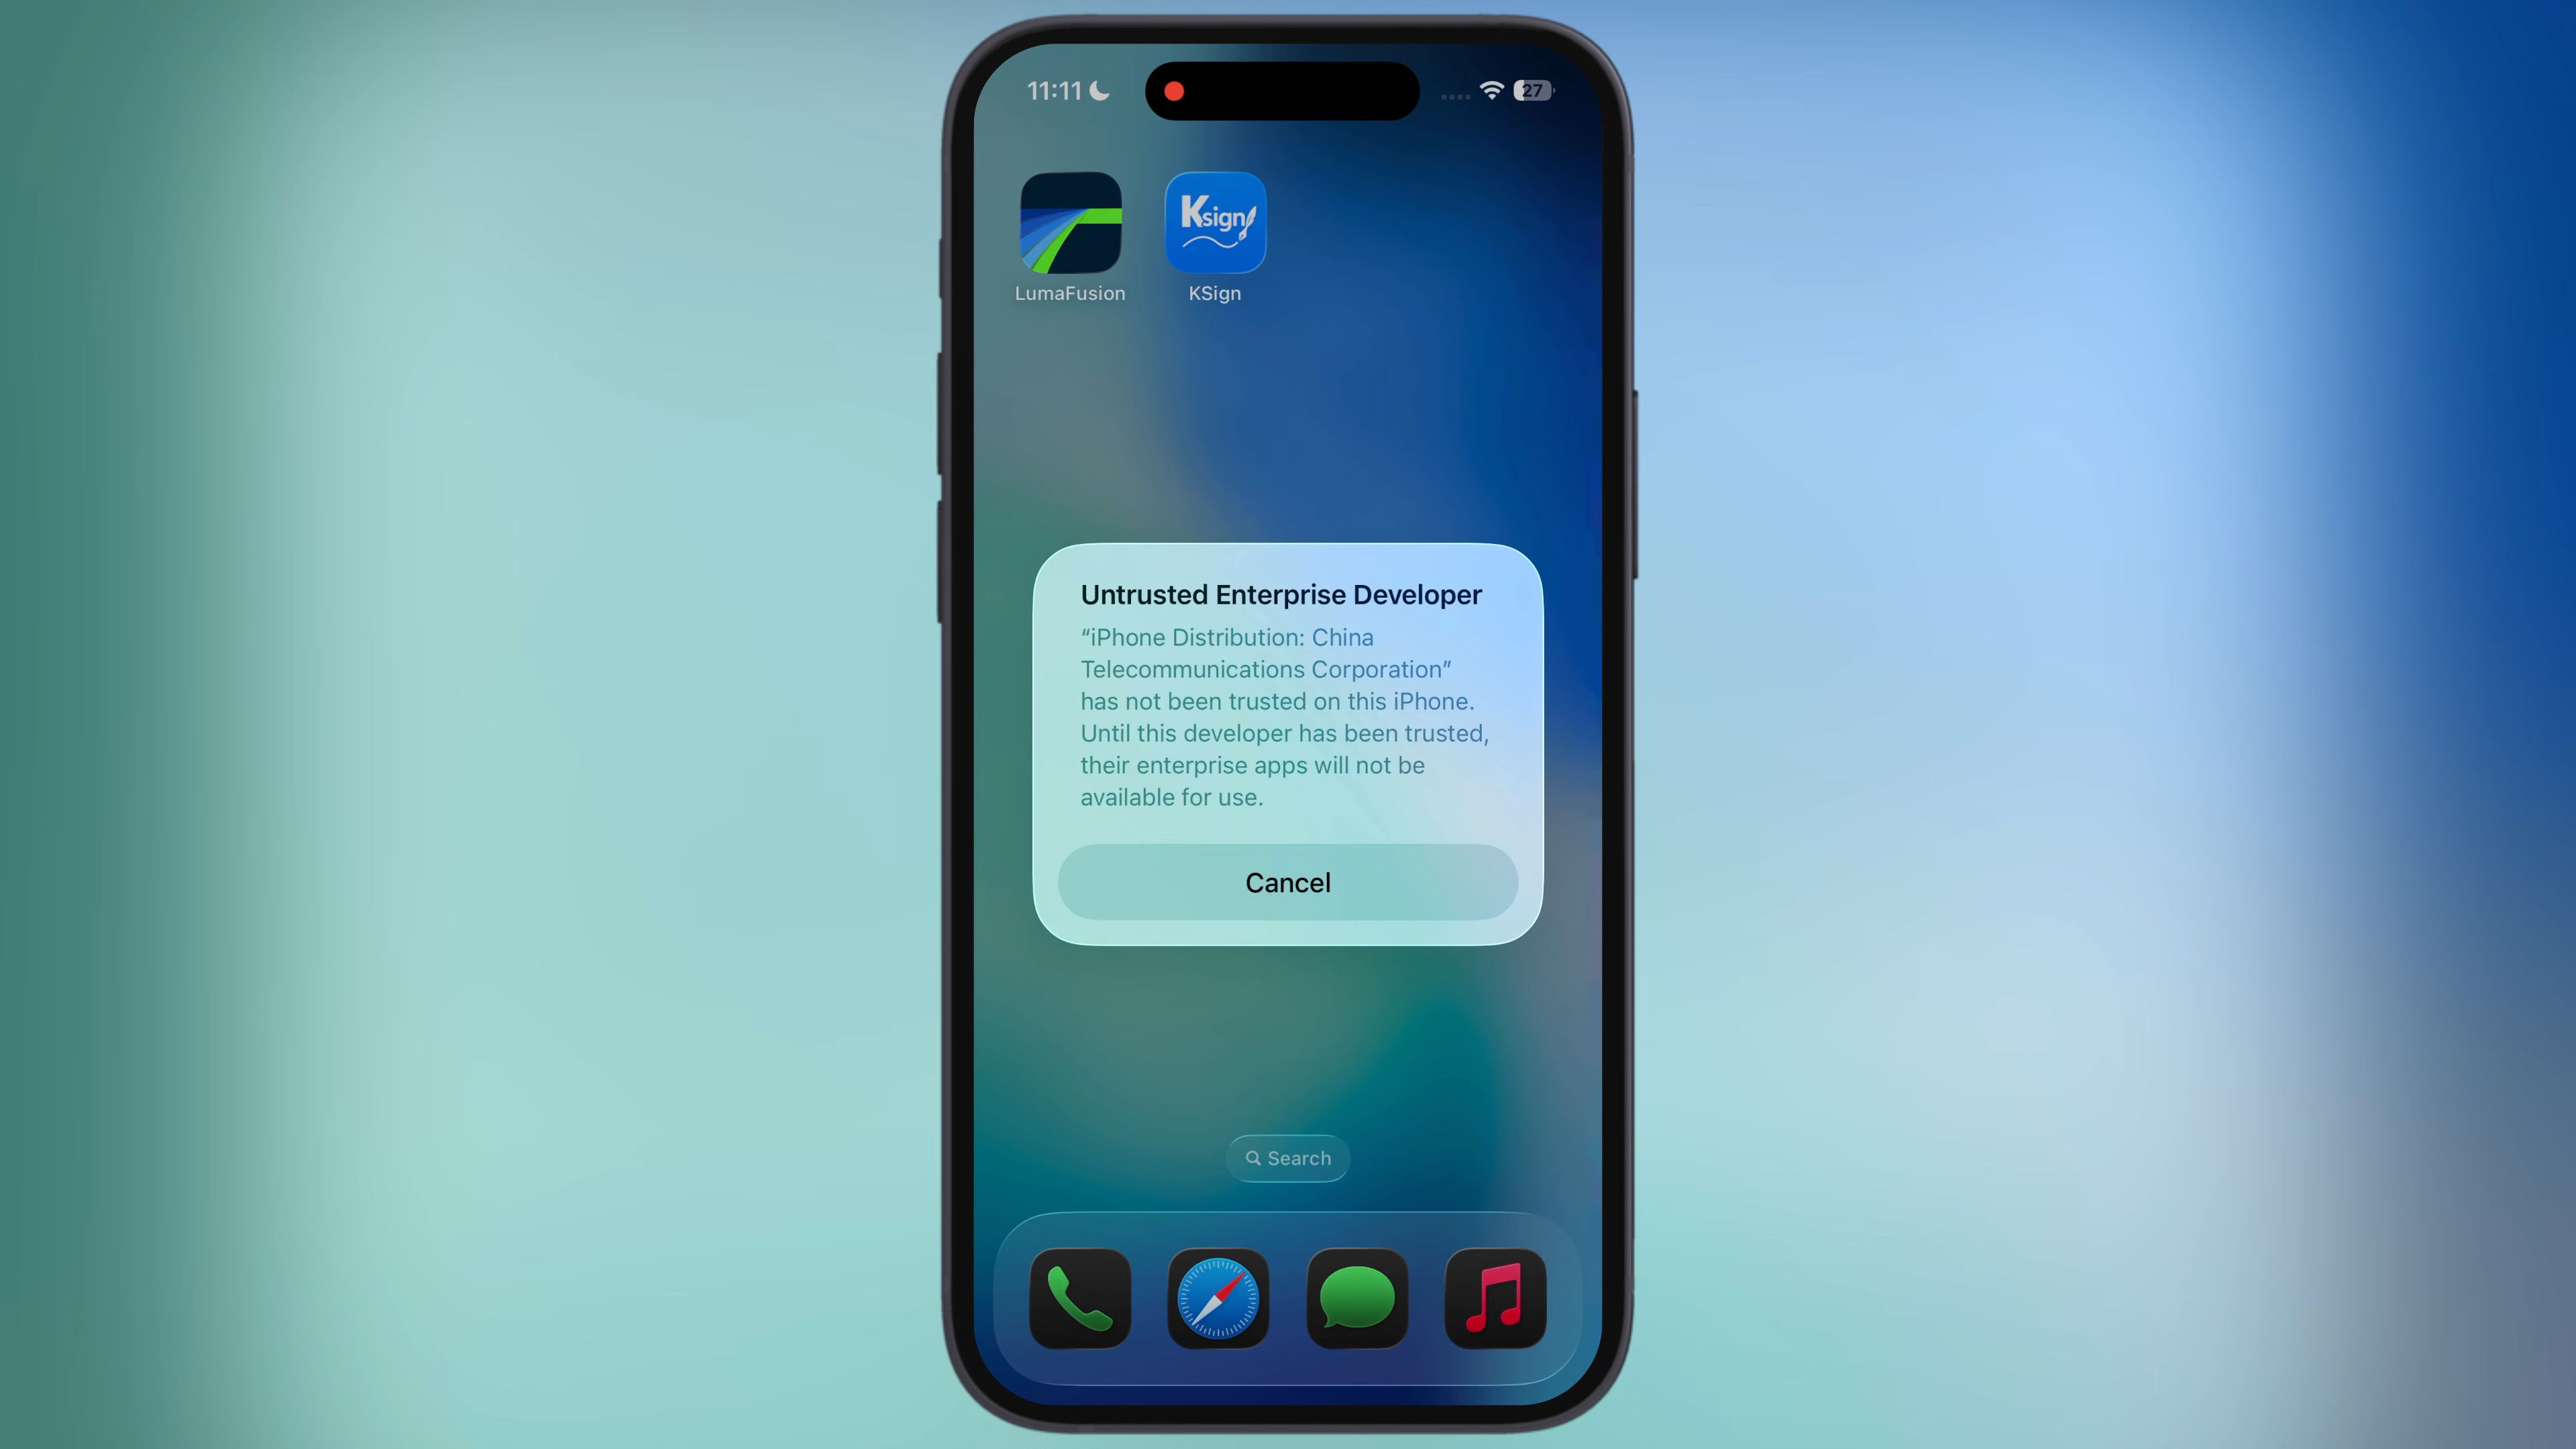 11:11
27
Ksign
LumaFusion
KSign
Untrusted Enterprise Developer
“iPhone Distribution: China
Telecommunications Corporation”
has not been trusted on this iPhone.
Until this developer has been trusted,
their enterprise apps will not be
available for use.
Cancel
Search